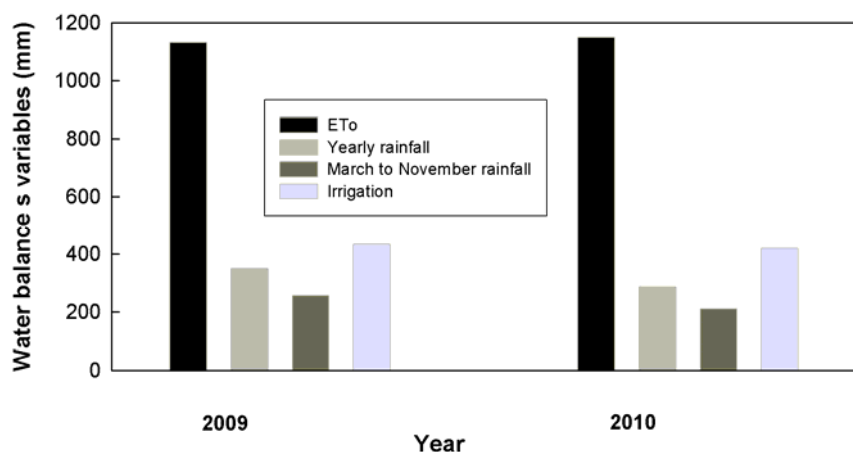 Water balance s variables (mm)
1200
1000
800
600
400
200
0
ETo
Yearly rainfall
March to November rainfall
Irrigation
2009
2010
Year